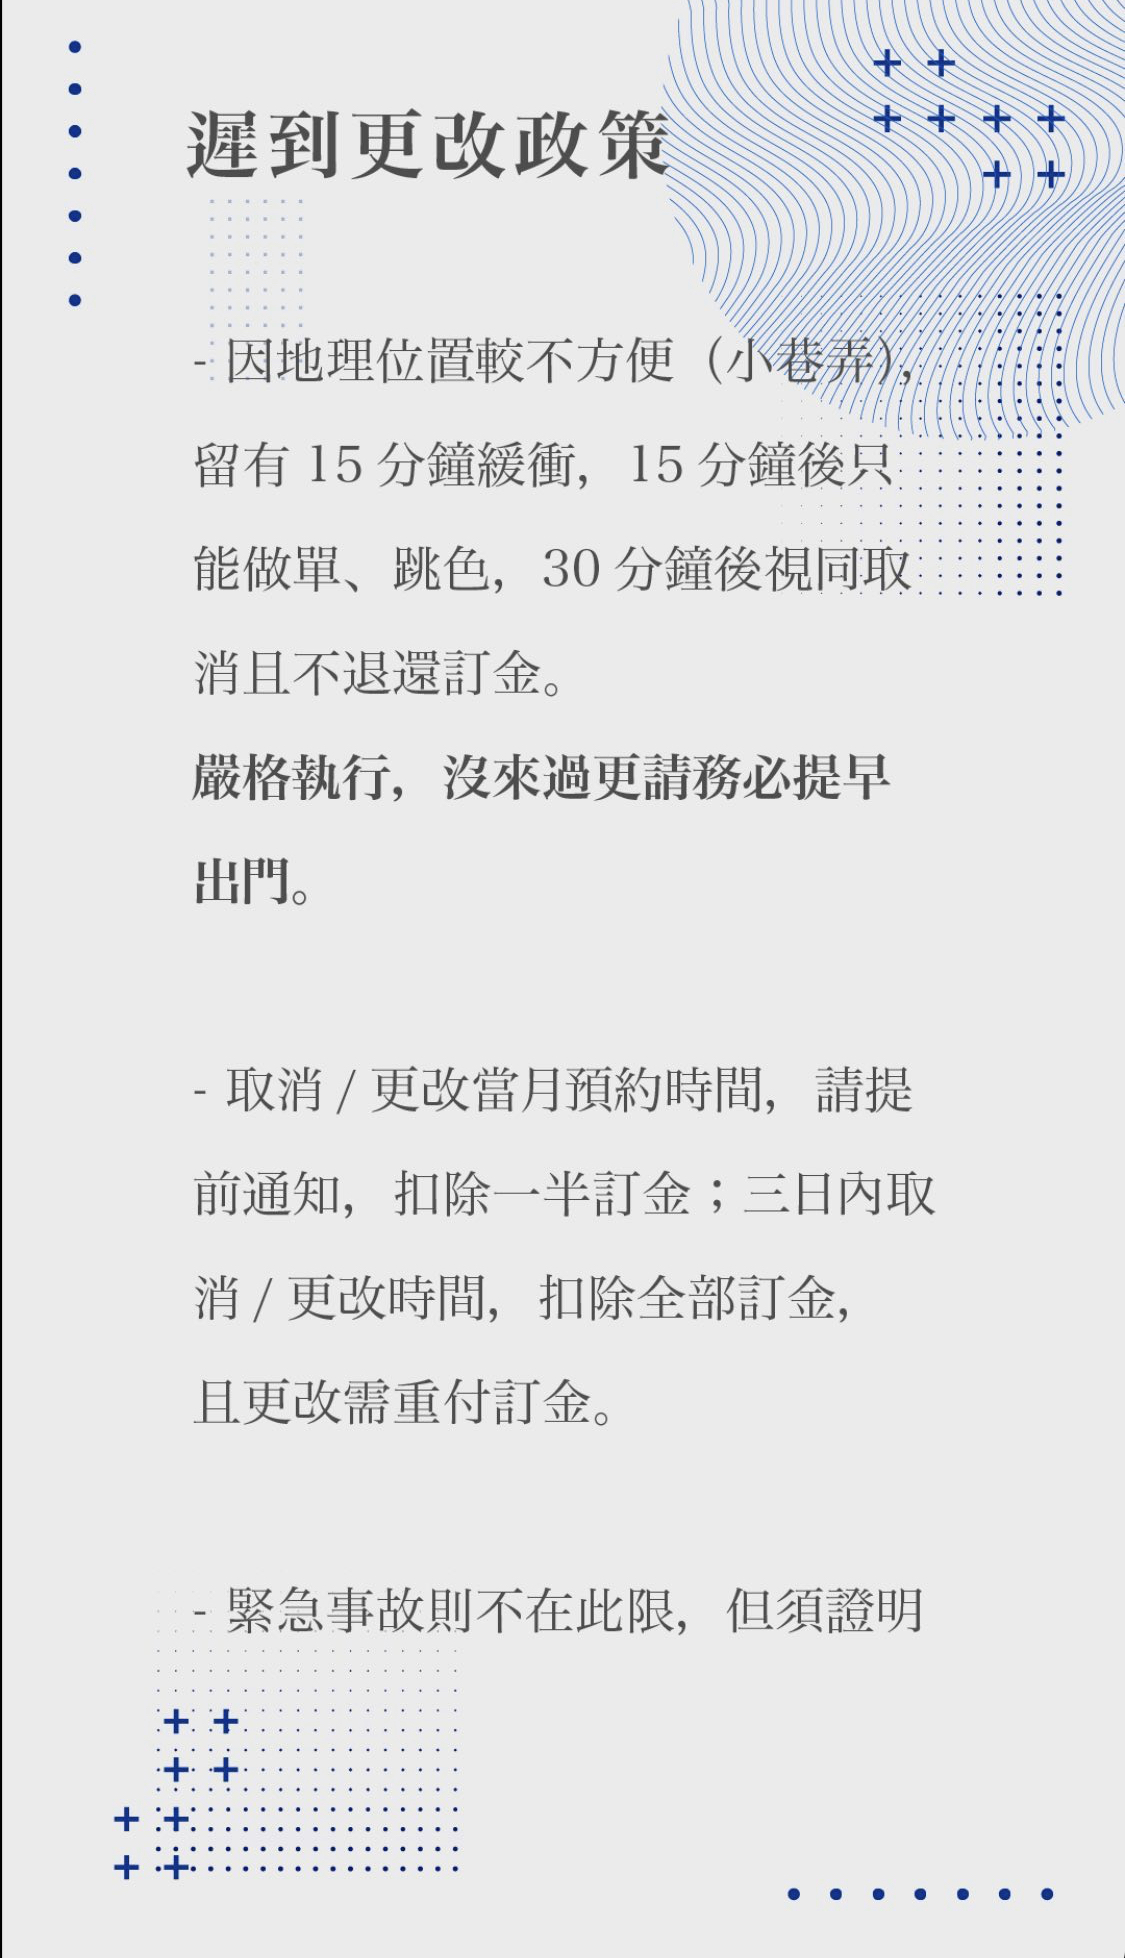 遲到更改政策
- 因地理位置較不方便（小巷弄），
留有 15 分鐘緩衝，15 分鐘後只
能做單、跳色，30 分鐘後視同取
消且不退還訂金。
嚴格執行，沒來過更請務必提早
出門。
- 取消 / 更改當月預約時間，請提
前通知，扣除一半訂金；三日內取
消 / 更改時間，扣除全部訂金，
且更改需重付訂金。
- 緊急事故則不在此限，但須證明